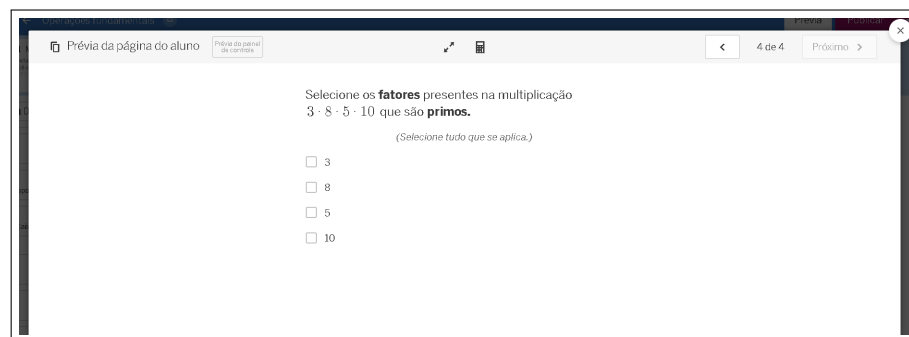 Operações fundamentais
Prévia
Publicar
Prévia da página do aluno
Prévia do painel
de controle
4 de 4
Próximo
Selecione os fatores presentes na multiplicação
3 · 8 · 5 · 10 que são primos.
(Selecione tudo que se aplica.)
3
8
5
10